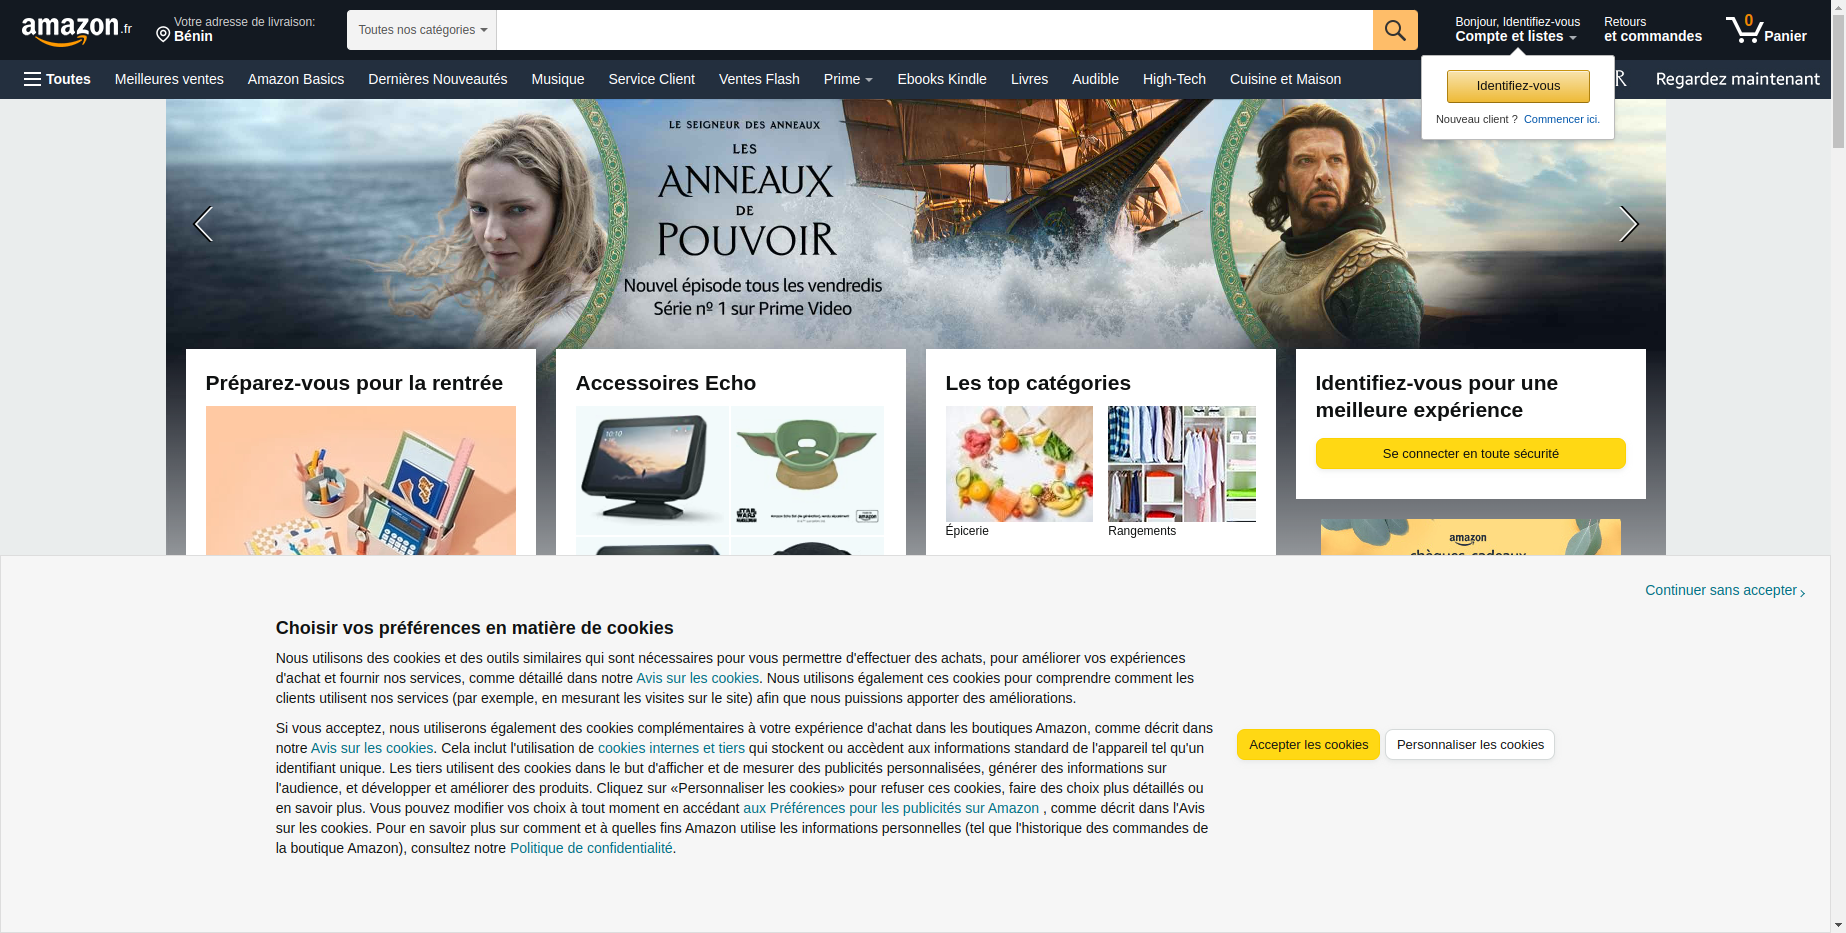 amazon.fr
Votre adresse de livraison:
Bénin
Toutes nos catégories
Bonjour, Identifiez-vous
Compte et listes
Retours
et commandes
0
Panier
Toutes
Meilleures ventes
Amazon Basics
Dernières Nouveautés
Musique
Service Client
Ventes Flash
Prime
Ebooks Kindle
Livres
Audible
High-Tech
Cuisine et Maison
R
Regardez maintenant
Identifiez-vous
Nouveau client ? Commencer ici.
LE SEIGNEUR DES ANNEAUX
LES
ANNEAUX
DE
POUVOIR
Nouvel épisode tous les vendredis
Série nº 1 sur Prime Video
Préparez-vous pour la rentrée
Accessoires Echo
10:10
STAR WARS
amazon
Les top catégories
Épicerie
Rangements
Identifiez-vous pour une
meilleure expérience
Se connecter en toute sécurité
amazon
chèques-cadeaux
Continuer sans accepter
Choisir vos préférences en matière de cookies
Nous utilisons des cookies et des outils similaires qui sont nécessaires pour vous permettre d'effectuer des achats, pour améliorer vos expériences
d'achat et fournir nos services, comme détaillé dans notre Avis sur les cookies. Nous utilisons également ces cookies pour comprendre comment les
clients utilisent nos services (par exemple, en mesurant les visites sur le site) afin que nous puissions apporter des améliorations.
Si vous acceptez, nous utiliserons également des cookies complémentaires à votre expérience d'achat dans les boutiques Amazon, comme décrit dans
notre Avis sur les cookies. Cela inclut l'utilisation de cookies internes et tiers qui stockent ou accèdent aux informations standard de l'appareil tel qu'un
identifiant unique. Les tiers utilisent des cookies dans le but d'afficher et de mesurer des publicités personnalisées, générer des informations sur
l'audience, et développer et améliorer des produits. Cliquez sur «Personnaliser les cookies» pour refuser ces cookies, faire des choix plus détaillés ou
en savoir plus. Vous pouvez modifier vos choix à tout moment en accédant aux Préférences pour les publicités sur Amazon , comme décrit dans l'Avis
sur les cookies. Pour en savoir plus sur comment et à quelles fins Amazon utilise les informations personnelles (tel que l'historique des commandes de
la boutique Amazon), consultez notre Politique de confidentialité.
Accepter les cookies
Personnaliser les cookies